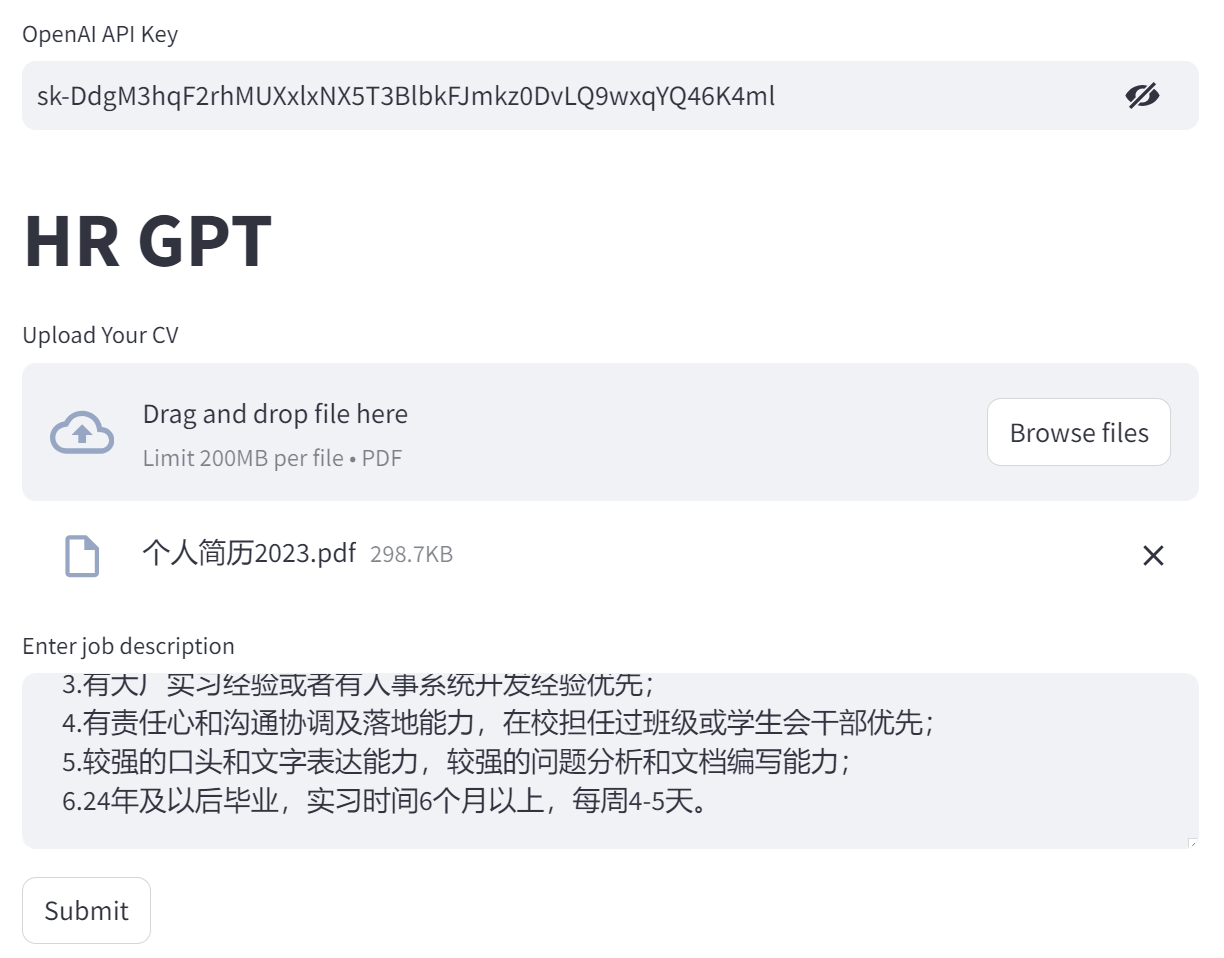 OpenAI API Key
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
HR GPT
Upload Your CV
Drag and drop file here
Limit 200MB per file • PDF
Browse files
个人简历2023.pdf 298.7KB
Enter job description
3.有大厂实习经验或者有人事系统开发经验优先；
4.有责任心和沟通协调及落地能力，在校担任过班级或学生会干部优先；
5.较强的口头和文字表达能力，较强的问题分析和文档编写能力；
6.24年及以后毕业，实习时间6个月以上，每周4-5天。
Submit